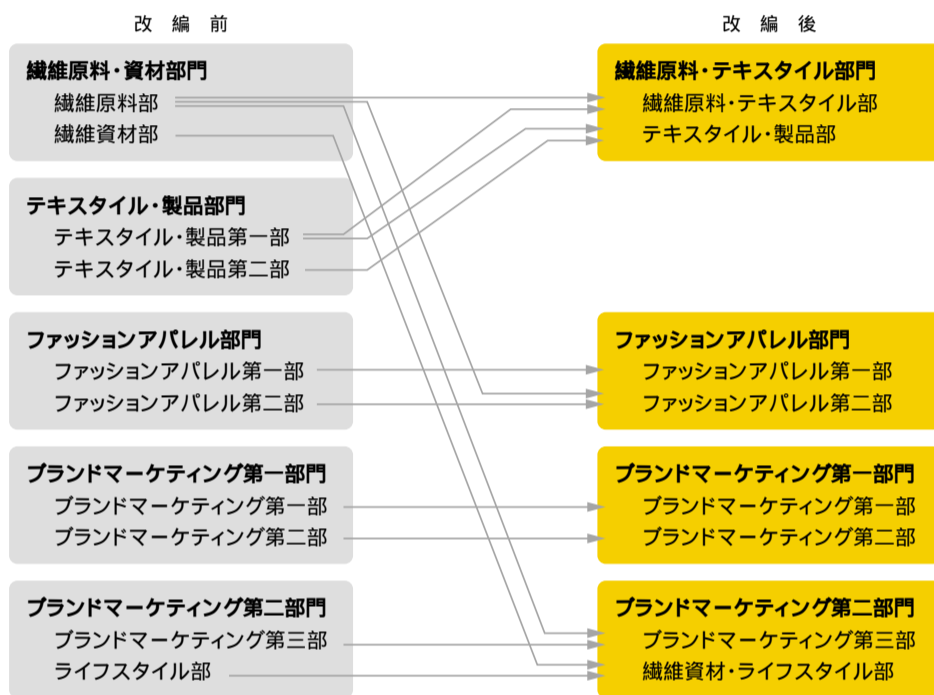 改編前
繊維原料・資材部門
繊維原料部
繊維資材部
テキスタイル・製品部門
テキスタイル・製品第一部
テキスタイル・製品第二部
ファッションアパレル部門
ファッションアパレル第一部
ファッションアパレル第二部
ブランドマーケティング第一部門
ブランドマーケティング第一部
ブランドマーケティング第二部
ブランドマーケティング第二部門
ブランドマーケティング第三部
ライフスタイル部
改編後
繊維原料・テキスタイル部門
繊維原料・テキスタイル部
テキスタイル・製品部
ファッションアパレル部門
ファッションアパレル第一部
ファッションアパレル第二部
ブランドマーケティング第一部門
ブランドマーケティング第一部
ブランドマーケティング第二部
ブランドマーケティング第二部門
ブランドマーケティング第三部
繊維資材・ライフスタイル部